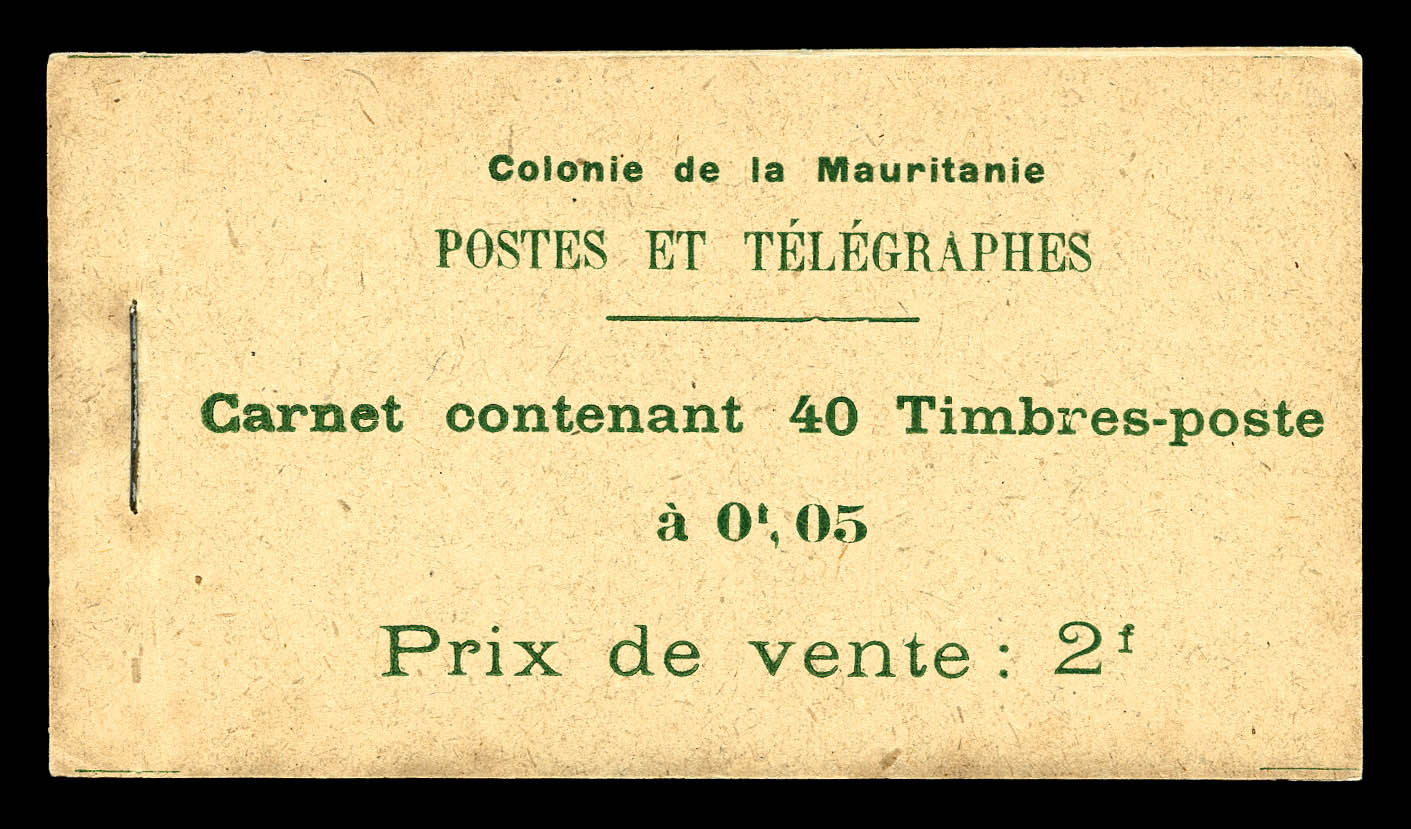 Colonie de la Mauritanie
POSTES ET TÉLÉGRAPHES
Carnet contenant 40 Timbres-poste
à 0f, 05
Prix de vente : 2f